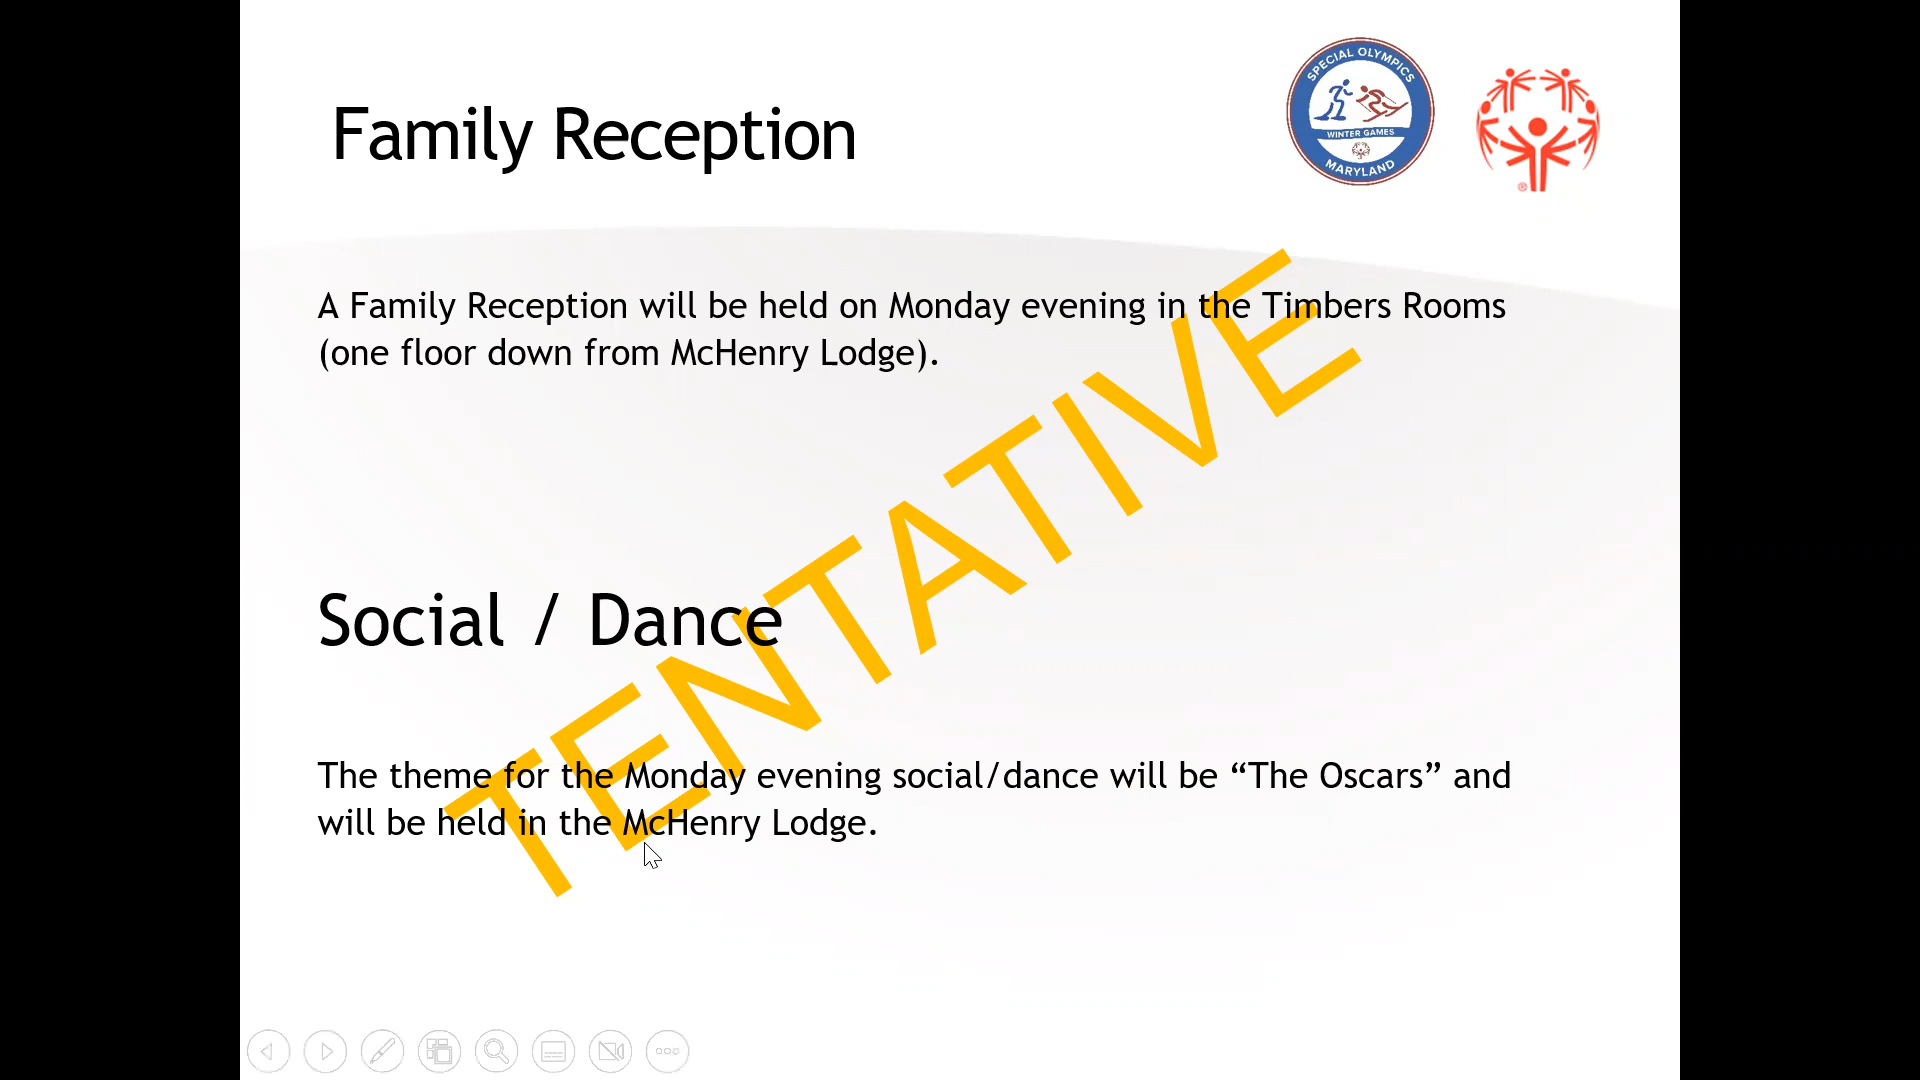 Family Reception
SPECIAL OLYMPICS
WINTER GAMES
MARYLAND
®
A Family Reception will be held on Monday evening in the Timbers Rooms
(one floor down from McHenry Lodge).
TENTATIVE
Social / Dance
The theme for the Monday evening social/dance will be “The Oscars” and
will be held in the McHenry Lodge.